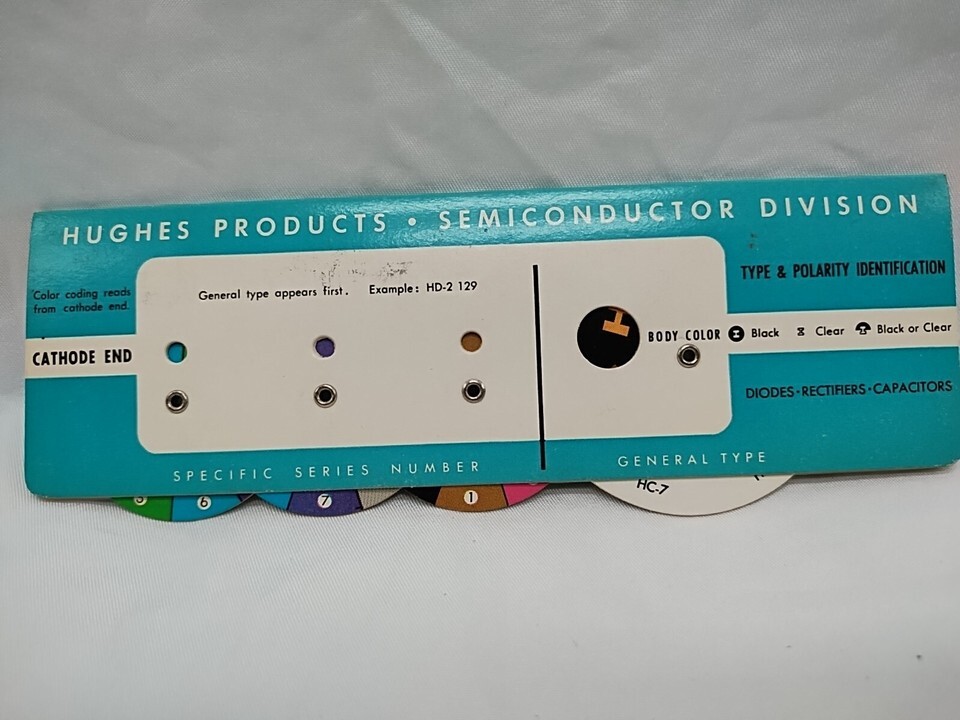 HUGHES PRODUCTS • SEMICONDUCTOR DIVISION
TYPE & POLARITY IDENTIFICATION
Color coding reads
from cathode end.
General type appears first. Example: HD-2 129
CATHODE END
BODY COLOR Black Clear Black or Clear
DIODES • RECTIFIERS • CAPACITORS
SPECIFIC SERIES NUMBER
GENERAL TYPE
6 7 1 HC-7